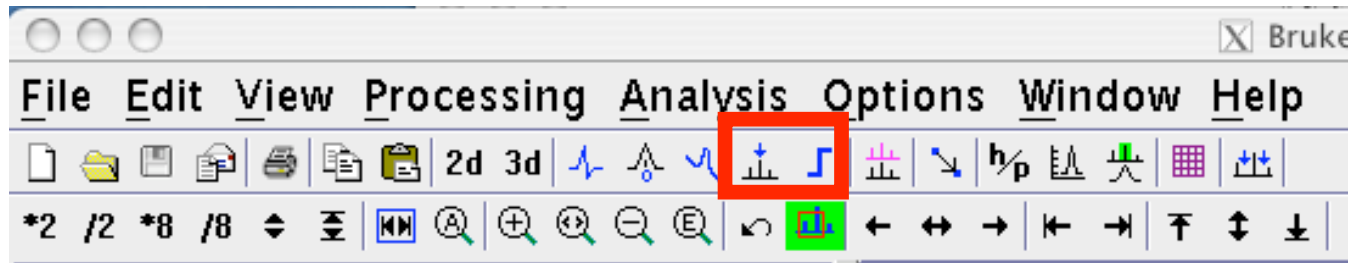 X Bruke
File Edit View Processing Analysis Options Window Help
2d 3d h/p
*2 /2 *8 /8 A E